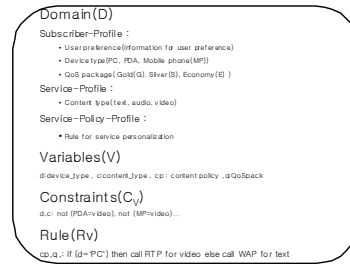 Domain(D)
Subscriber-Profile :
• User preference(information for user preference)
• Device type(PC, PDA, Mobile phone(MP))
• QoS package( Gold(G). Silver(S), Economy(E) )
Service-Profile :
• Content type(text, audio, video)
Service-Policy-Profile :
• Rule for service personalization
Variables(V)
d:device_type , c:content_type , cp : content policy ,q:QoSpack
Constraints(CV)
d,c: not (PDA=video), not (MP=video)...
Rule(Rv)
cp,q,: if (d="PC") then call RTP for video else call WAP for text